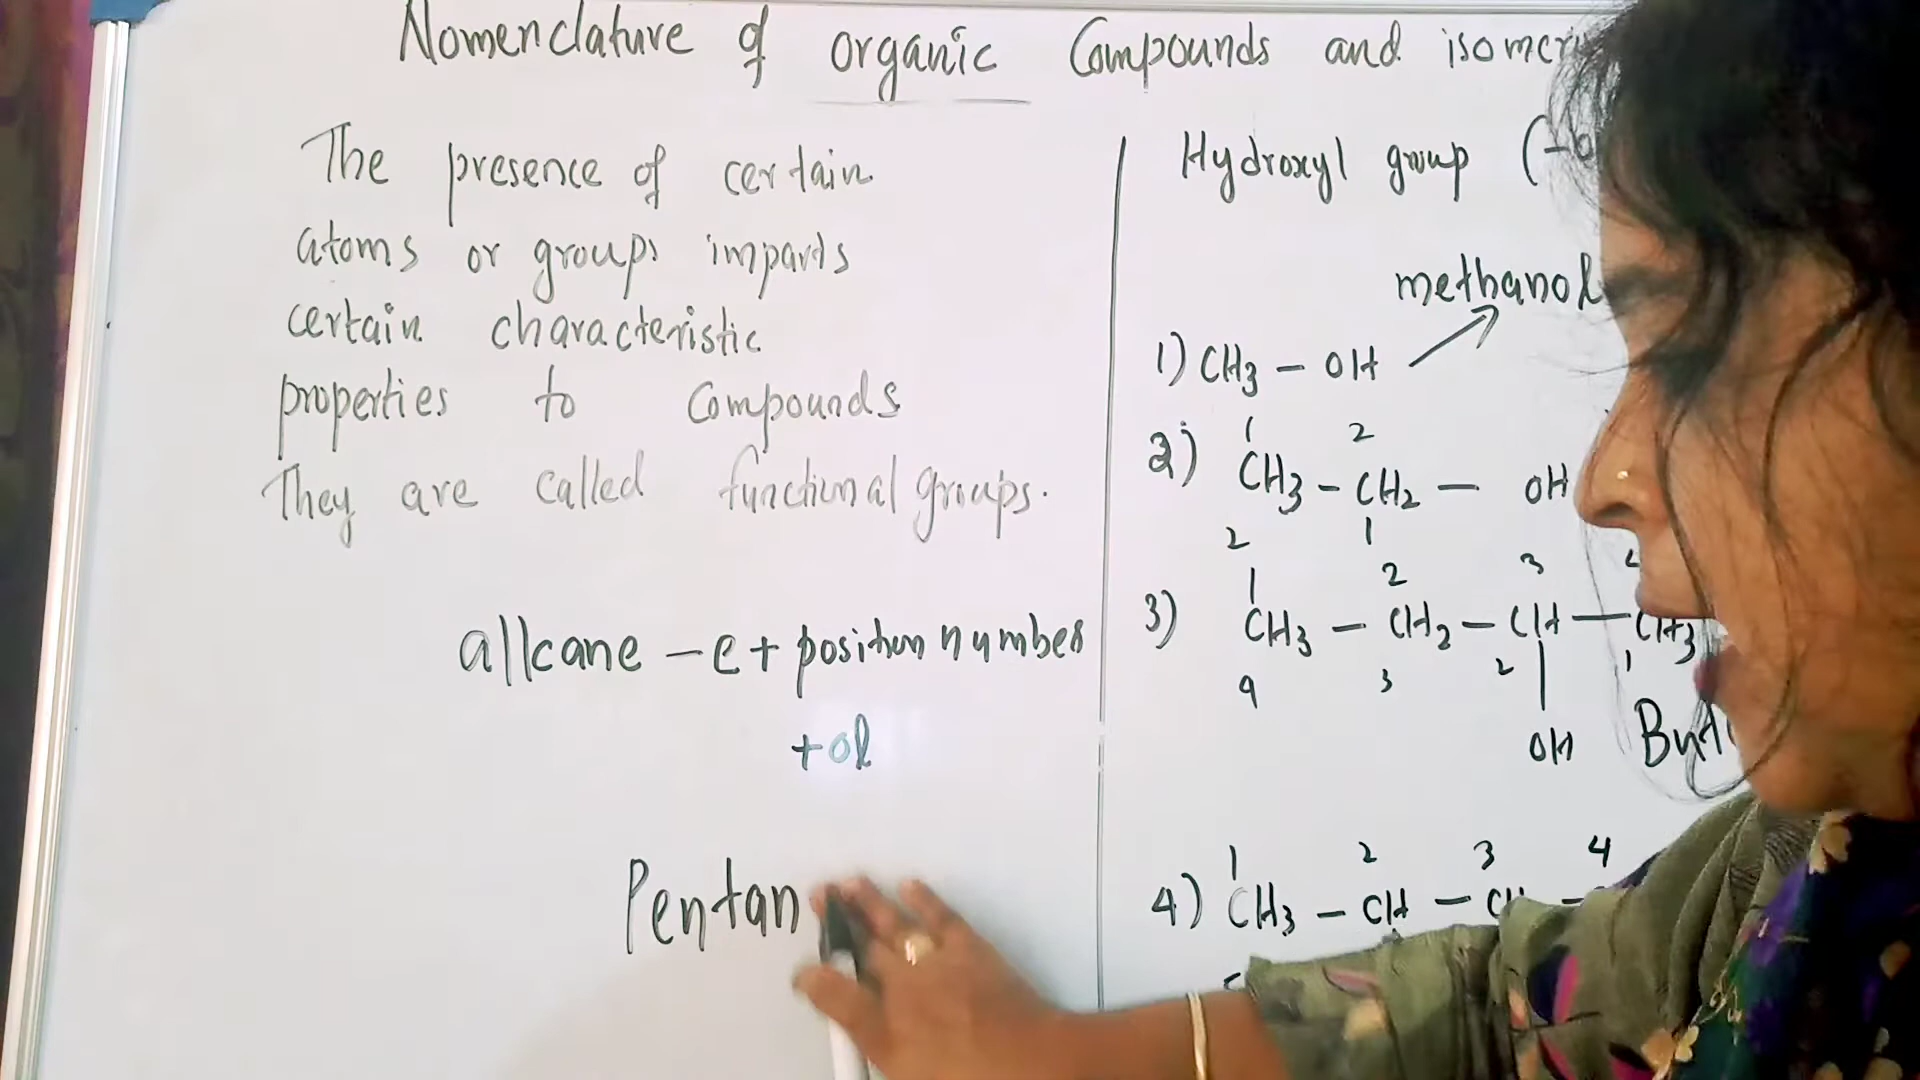 Nomenclature of organic Compounds and isomer
The presence of certain
atoms or groups imparts
certain characteristic
properties to Compounds
They are called functional groups.
alkane -e + position number
+ol
Pentan
Hydroxyl group (-
methanol
1) CH3 - OH
1 2
2) CH3 - CH2 - OH
2 1
1 2 3 4
3) CH3 - CH2 - CH - CH3
4 3 2 1
OH
But
1 2 3 4
4) CH3 - CH - C